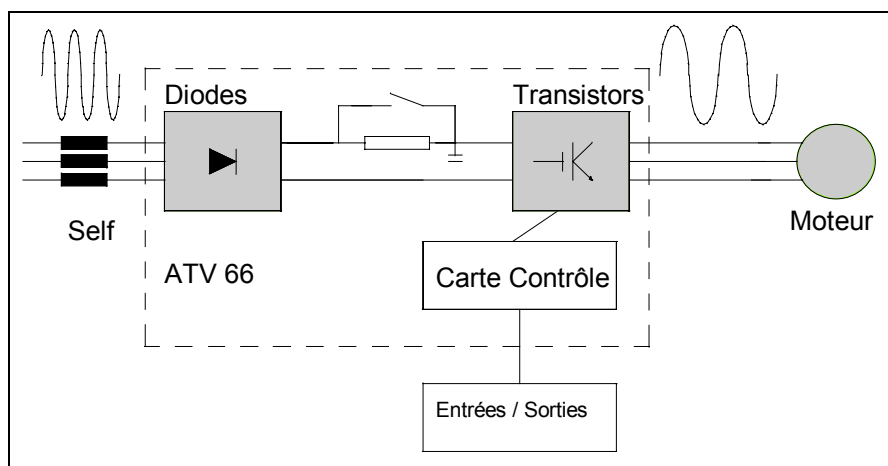 Diodes
Transistors
Self
Moteur
ATV 66
Carte Contrôle
Entrées / Sorties